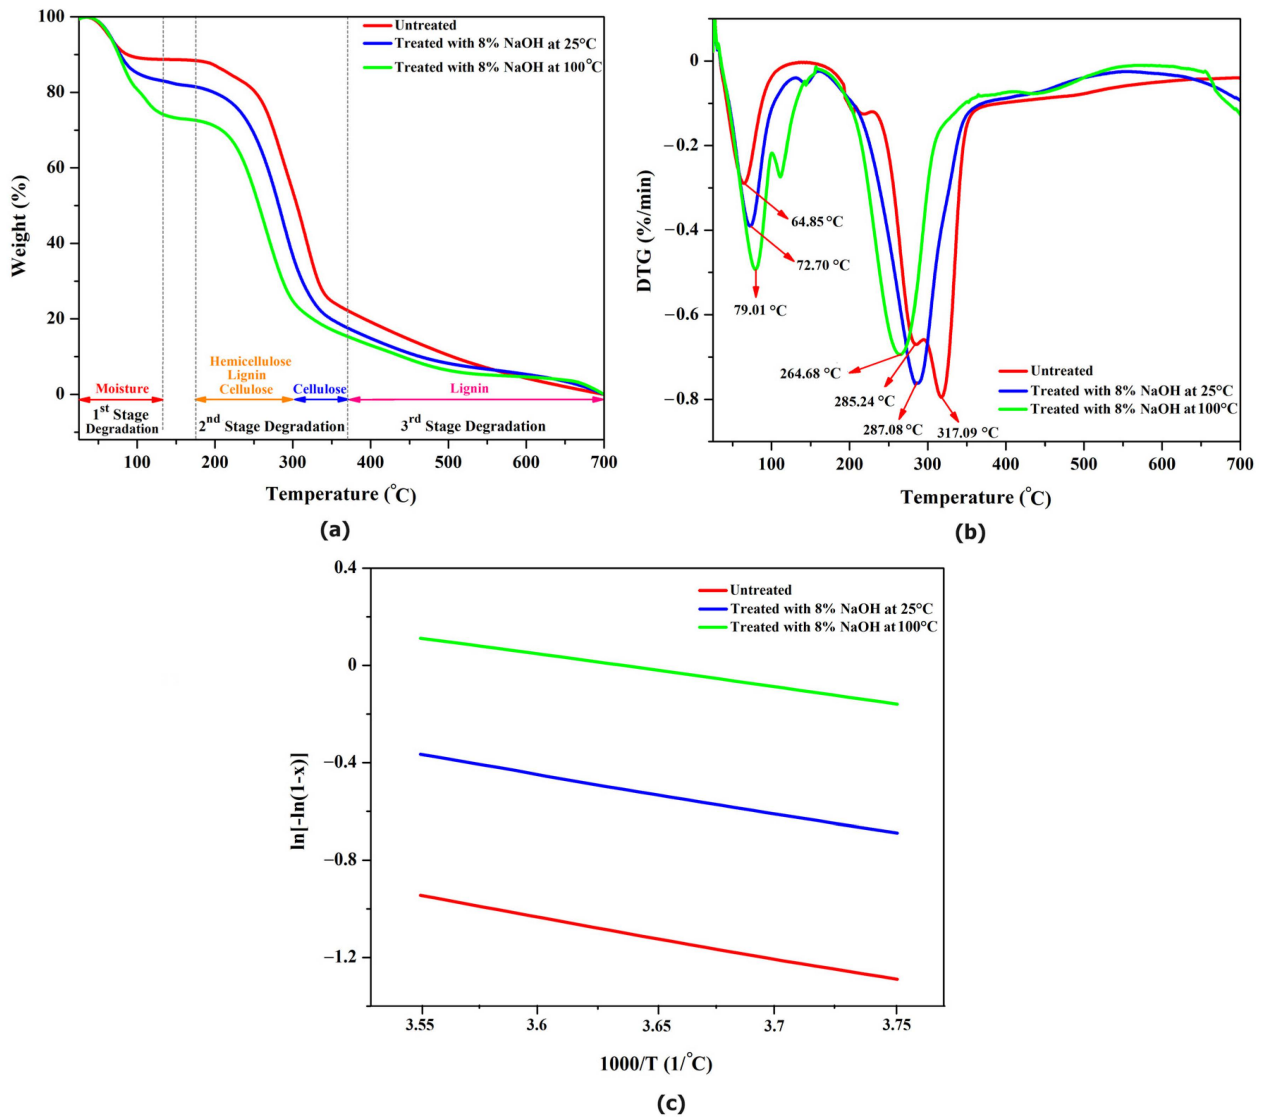 Untreated
Treated with 8% NaOH at 25°C
Treated with 8% NaOH at 100°C
Weight (%)
100
80
60
40
20
0
Moisture
Hemicellulose
Lignin
Cellulose
Cellulose
Lignin
1st Stage
Degradation
2nd Stage Degradation
3rd Stage Degradation
100 200 300 400 500 600 700
Temperature (°C)
(a)
DTG (%/min)
0
−0.2
−0.4
−0.6
−0.8
64.85 °C
72.70 °C
79.01 °C
264.68 °C
285.24 °C
287.08 °C
317.09 °C
Untreated
Treated with 8% NaOH at 25°C
Treated with 8% NaOH at 100°C
100 200 300 400 500 600 700
Temperature (°C)
(b)
Untreated
Treated with 8% NaOH at 25°C
Treated with 8% NaOH at 100°C
ln[-ln(1-x)]
0.4
0
−0.4
−0.8
−1.2
3.55 3.6 3.65 3.7 3.75
1000/T (1/°C)
(c)